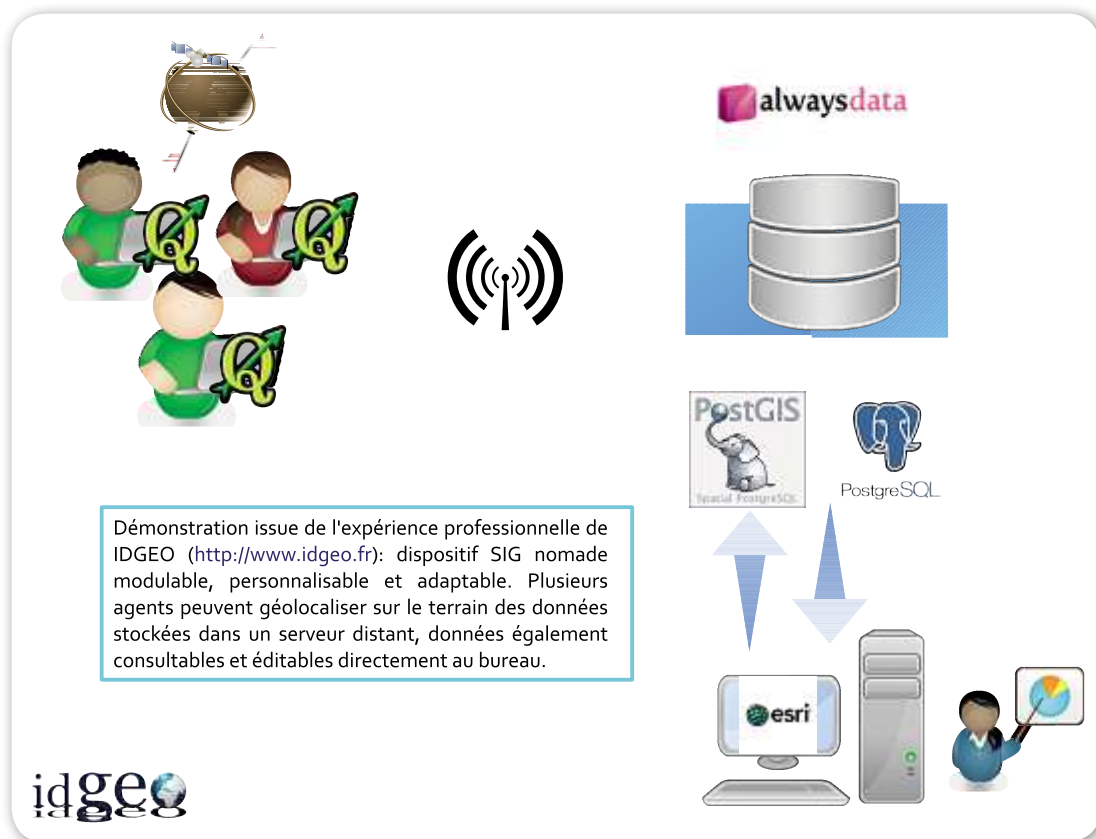 alwaysdata
Q
Q
Q
PostGIS
Spatial PostgreSQL
PostgreSQL
Démonstration issue de l'expérience professionnelle de
IDGEO (http://www.idgeo.fr): dispositif SIG nomade
modulable, personnalisable et adaptable. Plusieurs
agents peuvent géolocaliser sur le terrain des données
stockées dans un serveur distant, données également
consultables et éditables directement au bureau.
esri
idgeo